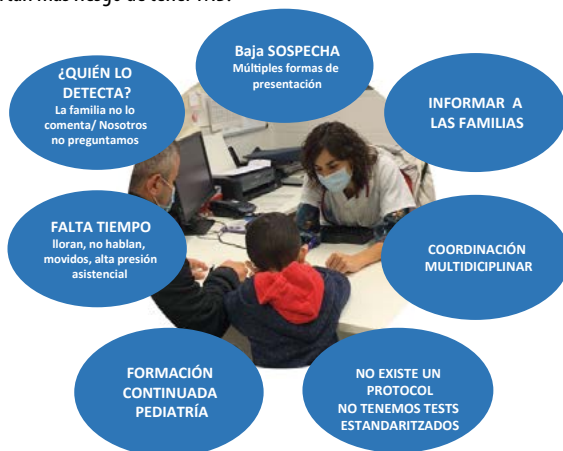 Baja SOSPECHA
Múltiples formas de
presentación
¿QUIÉN LO
DETECTA?
La familia no lo
comenta/ Nosotros
no preguntamos
INFORMAR A
LAS FAMILIAS
FALTA TIEMPO
lloran, no hablan,
movidos, alta presión
asistencial
COORDINACIÓN
MULTIDICIPLINAR
FORMACIÓN
CONTINUADA
PEDIATRÍA
NO EXISTE UN
PROTOCOL
NO TENEMOS TESTS
ESTANDARITZADOS